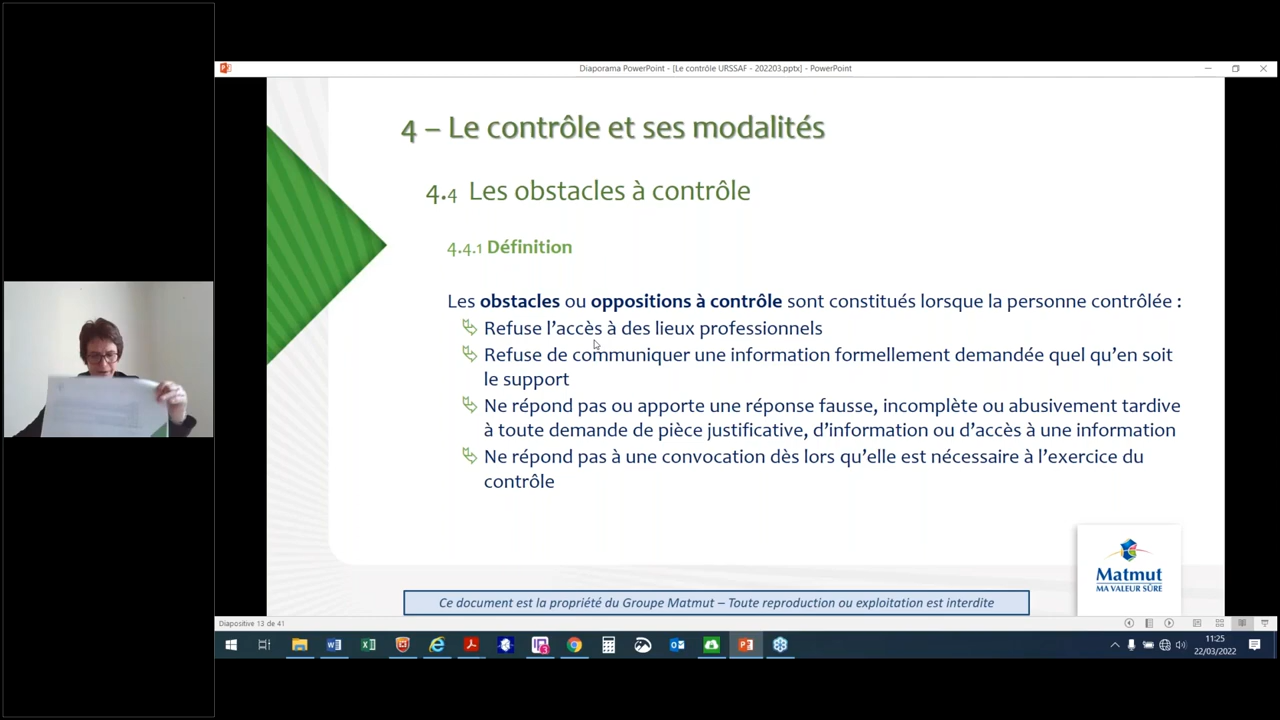 Diaporama PowerPoint - [Le contrôle URSSAF - 202203.pptx] - PowerPoint
4 – Le contrôle et ses modalités
4.4 Les obstacles à contrôle
4.4.1 Définition
Les obstacles ou oppositions à contrôle sont constitués lorsque la personne contrôlée :
Refuse l’accès à des lieux professionnels
Refuse de communiquer une information formellement demandée quel qu’en soit
le support
Ne répond pas ou apporte une réponse fausse, incomplète ou abusivement tardive
à toute demande de pièce justificative, d’information ou d’accès à une information
Ne répond pas à une convocation dès lors qu’elle est nécessaire à l’exercice du
contrôle
Matmut
MA VALEUR SÛRE
Ce document est la propriété du Groupe Matmut – Toute reproduction ou exploitation est interdite
Diapositive 13 de 41
11:25
22/03/2022